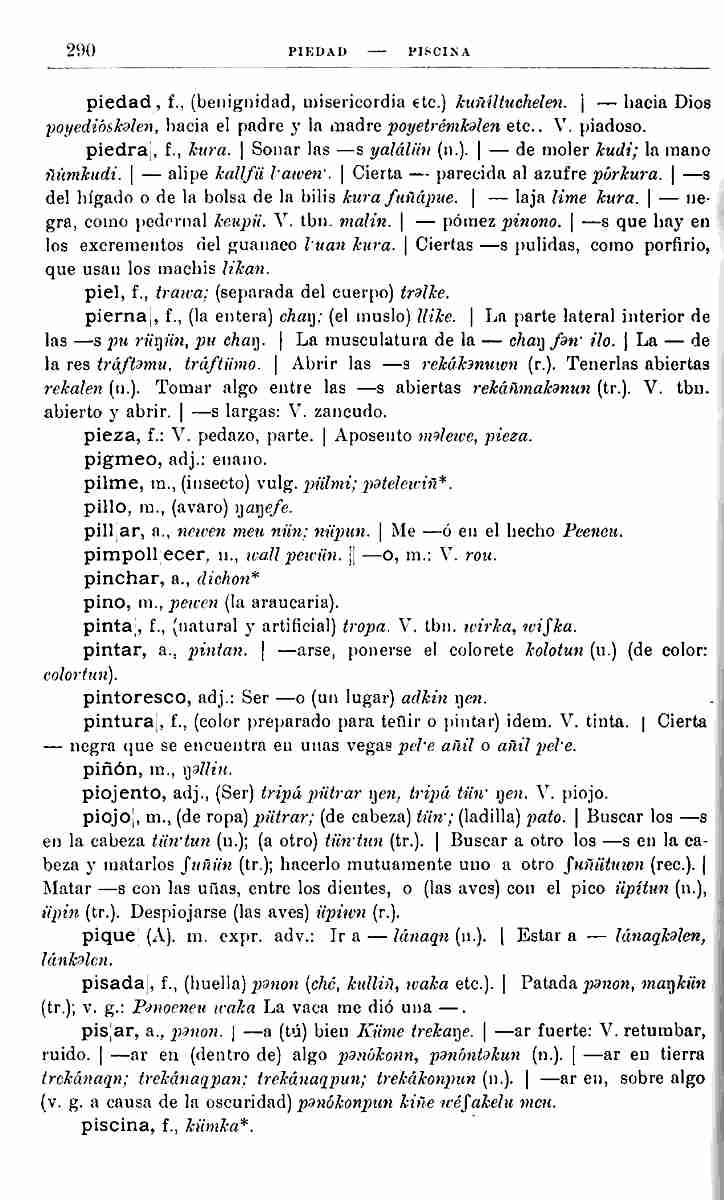 290 PIEDAD — PISCINA
piedad, f., (benignidad, misericordia etc.) kuñiltuchelen. | — hacia Dios
poyedióskəlen, hacia el padre y la madre poyetrémkəlen etc.. V. piadoso.
piedra|, f., kura. | Sonar las —s yalálün (n.). | — de moler kudi; la mano
ñúmkudi. | — alipe kallfü l·awen·. | Cierta — parecida al azufre pórkura. | —s
del hígado o de la bolsa de la bilis kura fuñápue. | — laja lime kura. | — ne-
gra, como pedernal keupü. V. tbn. malin. | — pómez pinono. | —s que hay en
los excrementos del guanaco l·uan kura. | Ciertas —s pulidas, como porfirio,
que usan los machis likan.
piel, f., trawa; (separada del cuerpo) trəlke.
pierna|, f., (la entera) chaŋ; (el muslo) llike. | La parte lateral interior de
las —s pu rüŋün, pu chaŋ. | La musculatura de la — chaŋ fən· ilo. | La — de
la res tráftəmu, tráftümo. | Abrir las —s rekákənuwn (r.). Tenerlas abiertas
rekalen (n.). Tomar algo entre las —s abiertas rekáñmakənun (tr.). V. tbn.
abierto y abrir. | —s largas: V. zancudo.
pieza, f.: V. pedazo, parte. | Aposento məlewe, pieza.
pigmeo, adj.: enano.
pilme, m., (insecto) vulg. pülmi; pətelewiñ*.
pillo, m., (avaro) ŋaŋefe.
pill|ar, a., newen meu nün; nüpun. | Me —ó en el hecho Peeneu.
pimpoll|ecer, n., wall pewün. || —o, m.: V. rou.
pinchar, a., dichon*
pino, m., pewen (la araucaria).
pinta|, f., (natural y artificial) tropa. V. tbn. wirka, wiʃka.
pintar, a., pintan. | —arse, ponerse el colorete kolotun (n.) (de color:
colortun).
pintoresco, adj.: Ser —o (un lugar) adkin ŋen.
pintura|, f., (color preparado para teñir o pintar) idem. V. tinta. | Cierta
— negra que se encuentra en unas vegas pel·e añil o añil pel·e.
piñón, m., ŋəlliu.
piojento, adj., (Ser) tripá pütrar ŋen, tripá tün· ŋen. V. piojo.
piojo|, m., (de ropa) pütrar; (de cabeza) tün·; (ladilla) pato. | Buscar los —s
en la cabeza tün·tun (n.); (a otro) tün·tun (tr.). | Buscar a otro los —s en la ca-
beza y matarlos ʃuñün (tr.); hacerlo mutuamente uno a otro ʃuñütuwn (rec.). |
Matar —s con las uñas, entre los dientes, o (las aves) con el pico üpítun (n.),
üpin (tr.). Despiojarse (las aves) üpiwn (r.).
pique (A). m. expr. adv.: Ir a — lánaqn (n.). | Estar a — lánaqkəlen,
lánkəlen.
pisada|, f., (huella) pənon (ché, kulliñ, waka etc.). | Patada pənon, maŋkün
(tr.); v. g.: Pənoeneu waka La vaca me dió una —.
pis|ar, a., pənon. | —a (tú) bien Küme trekaŋe. | —ar fuerte: V. retumbar,
ruido. | —ar en (dentro de) algo pənókonn, pənóntəkun (n.). | —ar en tierra
trekánaqn; trekánaqpan; trekánaqpun; trekákonpun (n.). | —ar en, sobre algo
(v. g. a causa de la oscuridad) pənókonpun kiñe wéʃakelu meu.
piscina, f., kümka*.